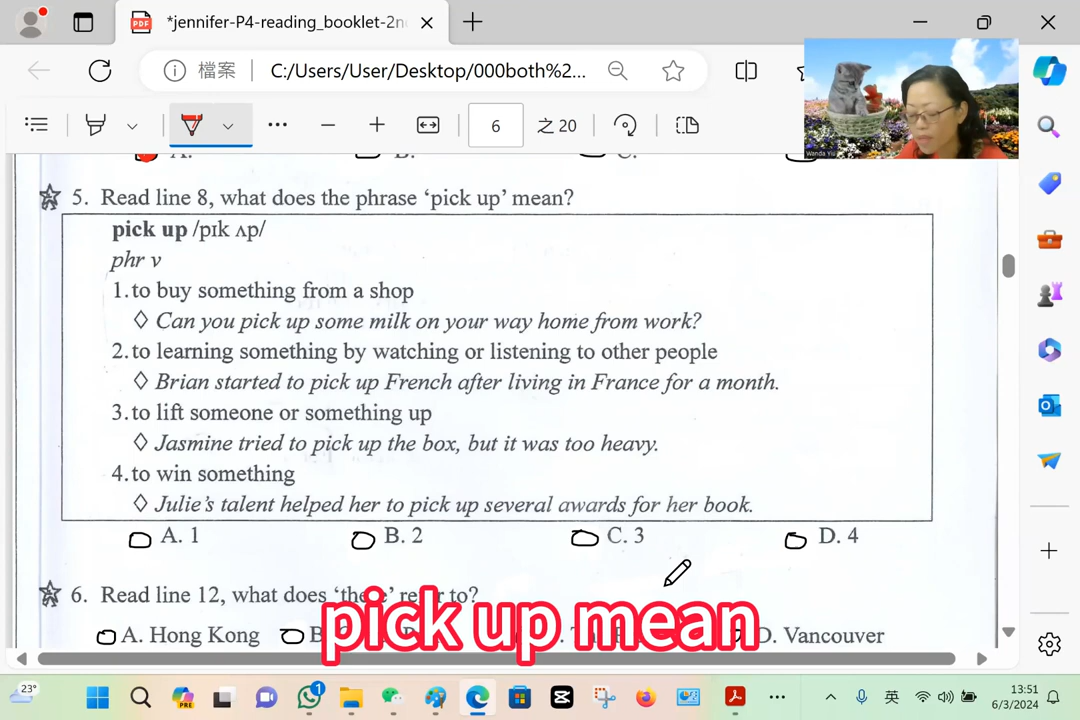 *jennifer-P4-reading_booklet-2n
檔案
C:/Users/User/Desktop/000both%2...
6
之 20
Wanda Yiu
A.
B.
C.
5. Read line 8, what does the phrase ‘pick up’ mean?
pick up /pɪk ʌp/
phr v
1. to buy something from a shop
◊ Can you pick up some milk on your way home from work?
2. to learning something by watching or listening to other people
◊ Brian started to pick up French after living in France for a month.
3. to lift someone or something up
◊ Jasmine tried to pick up the box, but it was too heavy.
4. to win something
◊ Julie’s talent helped her to pick up several awards for her book.
A. 1
B. 2
C. 3
D. 4
6. Read line 12, what does ‘there’ refer to?
pick up mean
A. Hong Kong
D. Vancouver
23°
PRE
1
英
13:51
6/3/2024